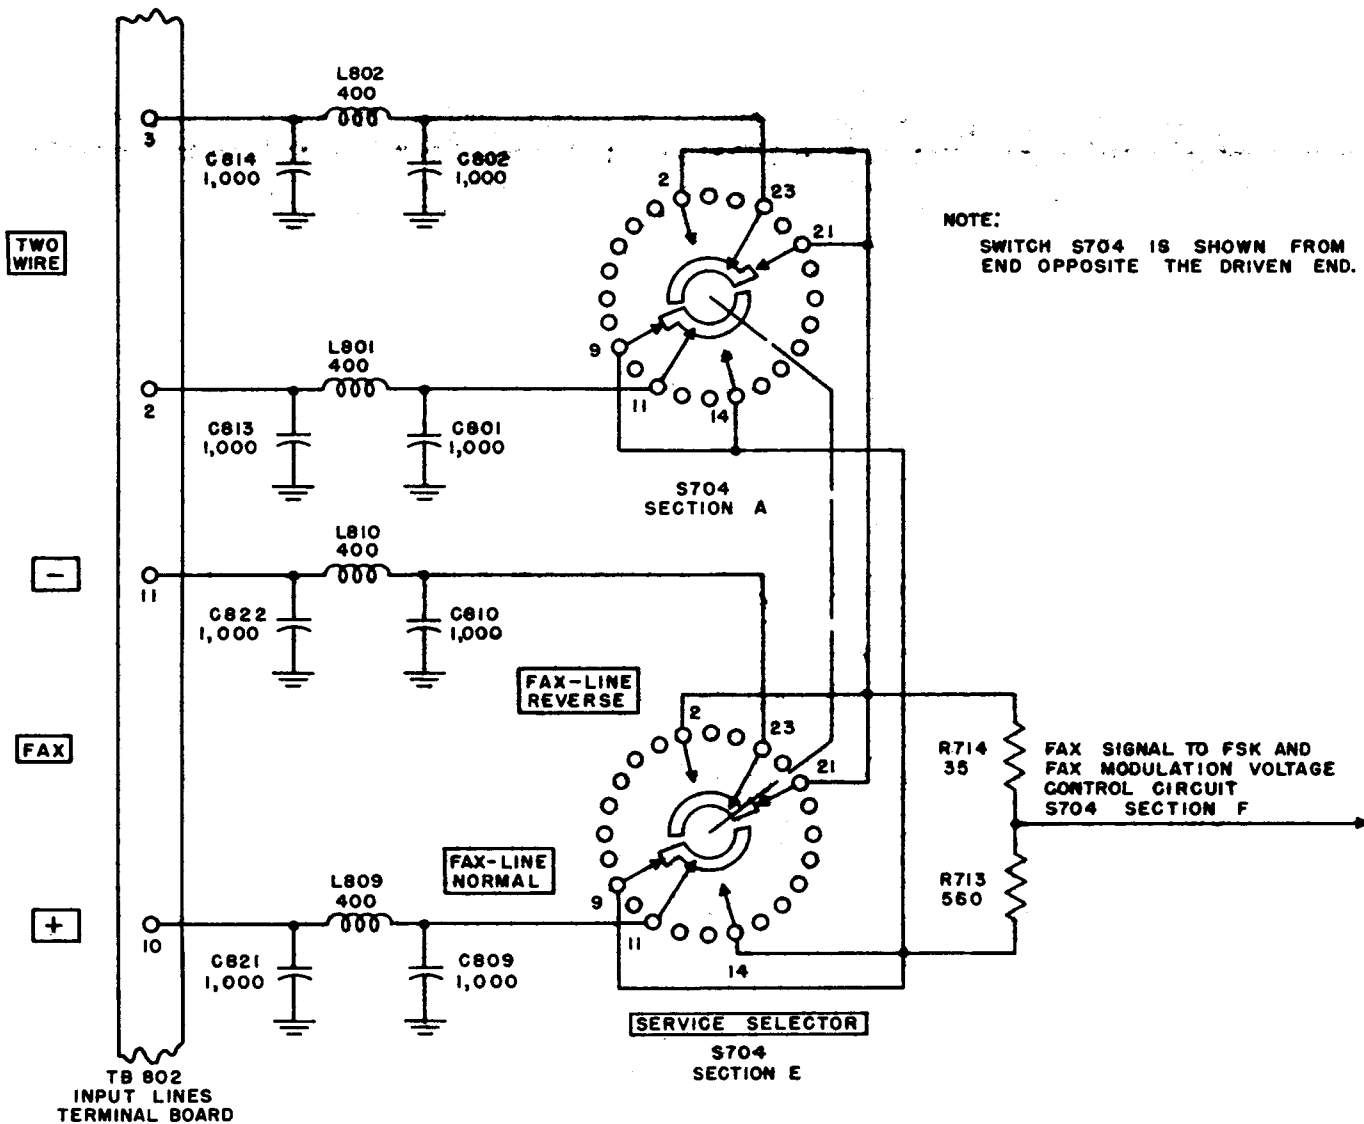 L802
400
3
C814
1,000
C802
1,000
2
23
21
NOTE:
SWITCH S704 IS SHOWN FROM
END OPPOSITE THE DRIVEN END.
TWO
WIRE
L801
400
9
2
11
14
C813
1,000
C801
1,000
S704
SECTION A
L810
400
−
11
C822
1,000
C810
1,000
FAX-LINE
REVERSE
2
23
21
FAX
R714
35
FAX SIGNAL TO FSK AND
FAX MODULATION VOLTAGE
CONTROL CIRCUIT
S704 SECTION F
FAX-LINE
NORMAL
L809
400
R713
560
9
+
10
11
14
C821
1,000
C809
1,000
SERVICE SELECTOR
S704
SECTION E
TB 802
INPUT LINES
TERMINAL BOARD